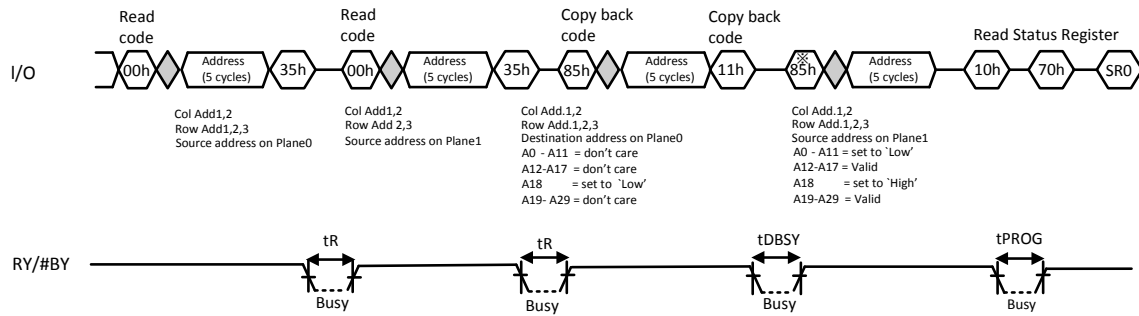 Read code
Read code
Copy back code
Copy back code
Read Status Register
I/O
00h
Address (5 cycles)
35h
00h
Address (5 cycles)
35h
85h
Address (5 cycles)
11h
※
85h
Address (5 cycles)
10h
70h
SR0
Col Add1,2
Row Add1,2,3
Source address on Plane0
Col Add1,2
Row Add 2,3
Source address on Plane1
Col Add.1,2
Row Add.1,2,3
Destination address on Plane0
A0 - A11 = don't care
A12-A17 = don't care
A18 = set to `Low'
A19- A29 = don't care
Col Add.1,2
Row Add.1,2,3
Source address on Plane1
A0 - A11 = set to `Low'
A12-A17 = Valid
A18 = set to `High'
A19- A29 = Valid
RY/#BY
tR
Busy
tR
Busy
tDBSY
Busy
tPROG
Busy